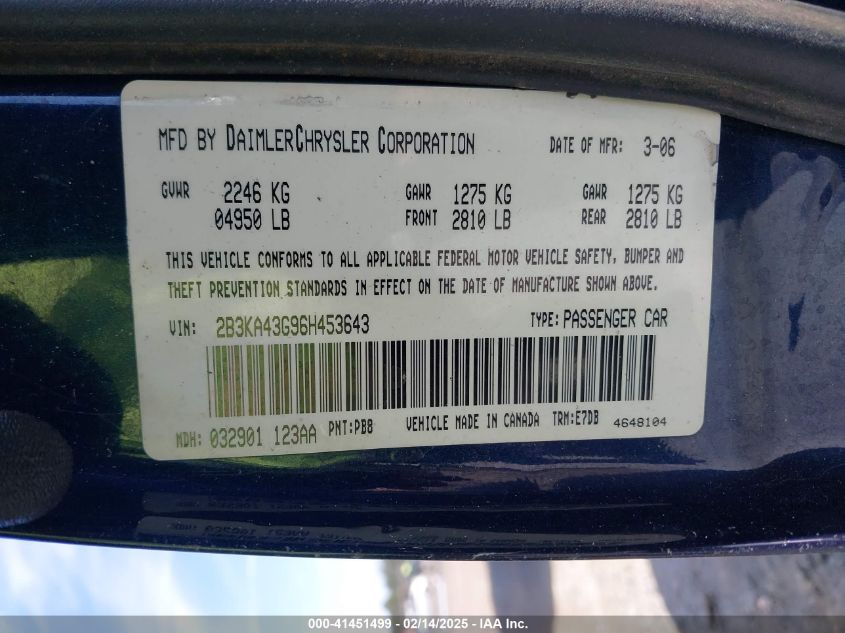 MFD BY DAIMLERCHRYSLER CORPORATION DATE OF MFR: 3-06
GVWR 2246 KG GAWR 1275 KG GAWR 1275 KG
04950 LB FRONT 2810 LB REAR 2810 LB
THIS VEHICLE CONFORMS TO ALL APPLICABLE FEDERAL MOTOR VEHICLE SAFETY, BUMPER AND
THEFT PREVENTION STANDARDS IN EFFECT ON THE DATE OF MANUFACTURE SHOWN ABOVE.
VIN: 2B3KA43G96H453643 TYPE: PASSENGER CAR
MDH: 032901 123AA PNT:PB8 VEHICLE MADE IN CANADA TRM:E7DB 4648104
000-41451499 - 02/14/2025 - IAA Inc.